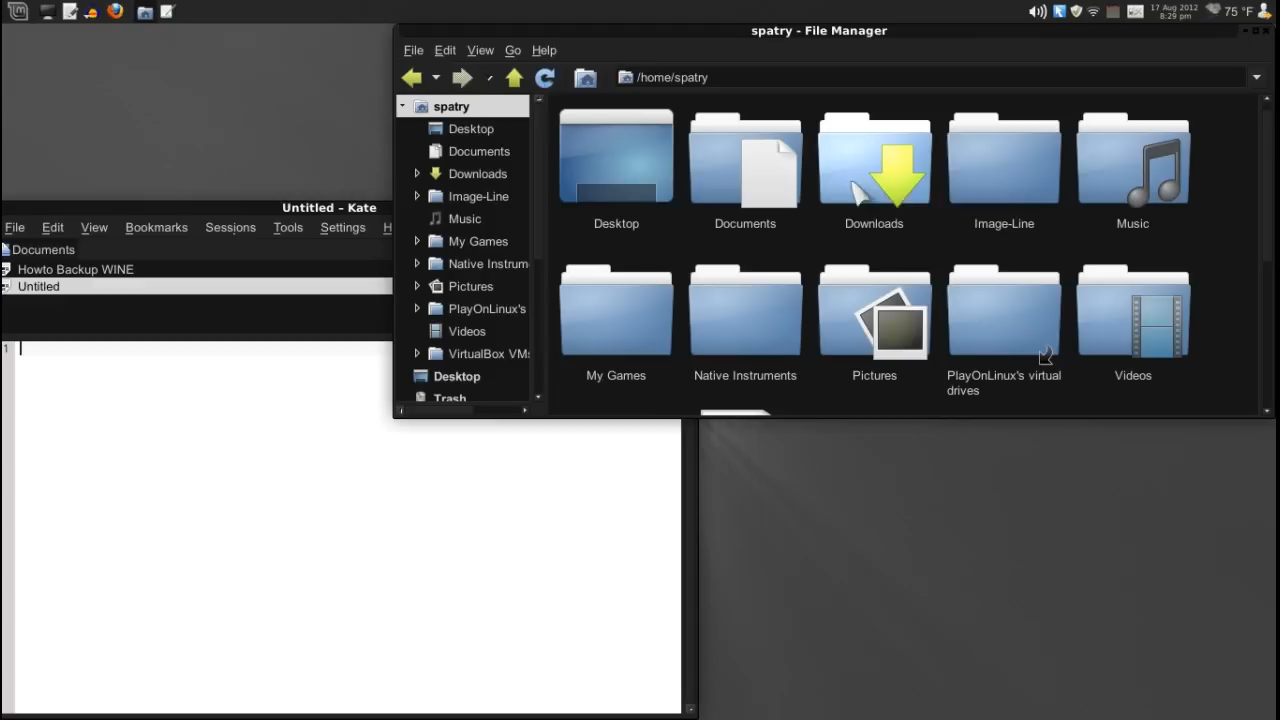 17 Aug 2012
8:29 pm
75 °F
spatry - File Manager
File Edit View Go Help
/home/spatry
spatry
Desktop
Documents
Downloads
Image-Line
Music
My Games
Native Instrum
Pictures
PlayOnLinux's
Videos
VirtualBox VMs
Desktop
Trash
Desktop Documents Downloads Image-Line Music
My Games Native Instruments Pictures PlayOnLinux's virtual drives Videos
Untitled – Kate
File Edit View Bookmarks Sessions Tools Settings H
Documents
Howto Backup WINE
Untitled
1